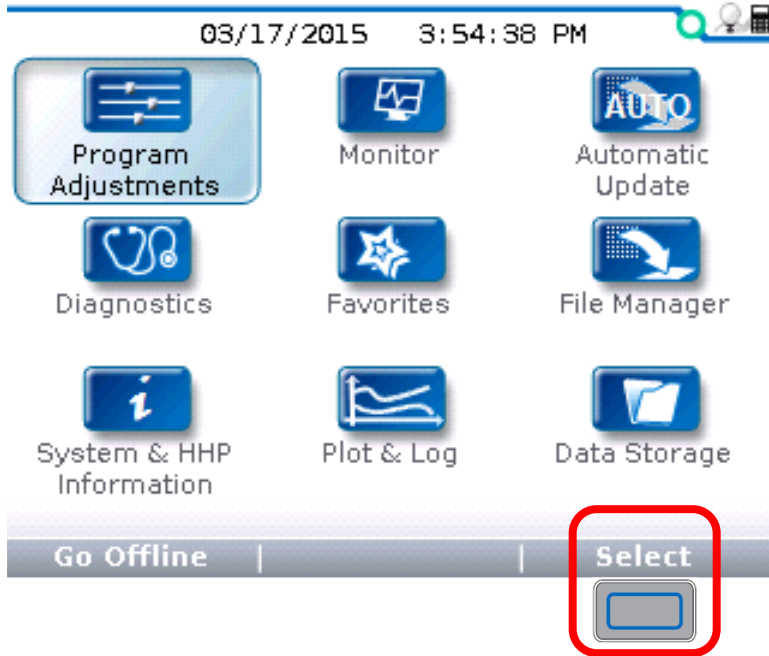 03/17/2015 3:54:38 PM
AUTO
Program
Adjustments
Monitor
Automatic
Update
Diagnostics
Favorites
File Manager
i
System & HHP
Information
Plot & Log
Data Storage
Go Offline | | Select